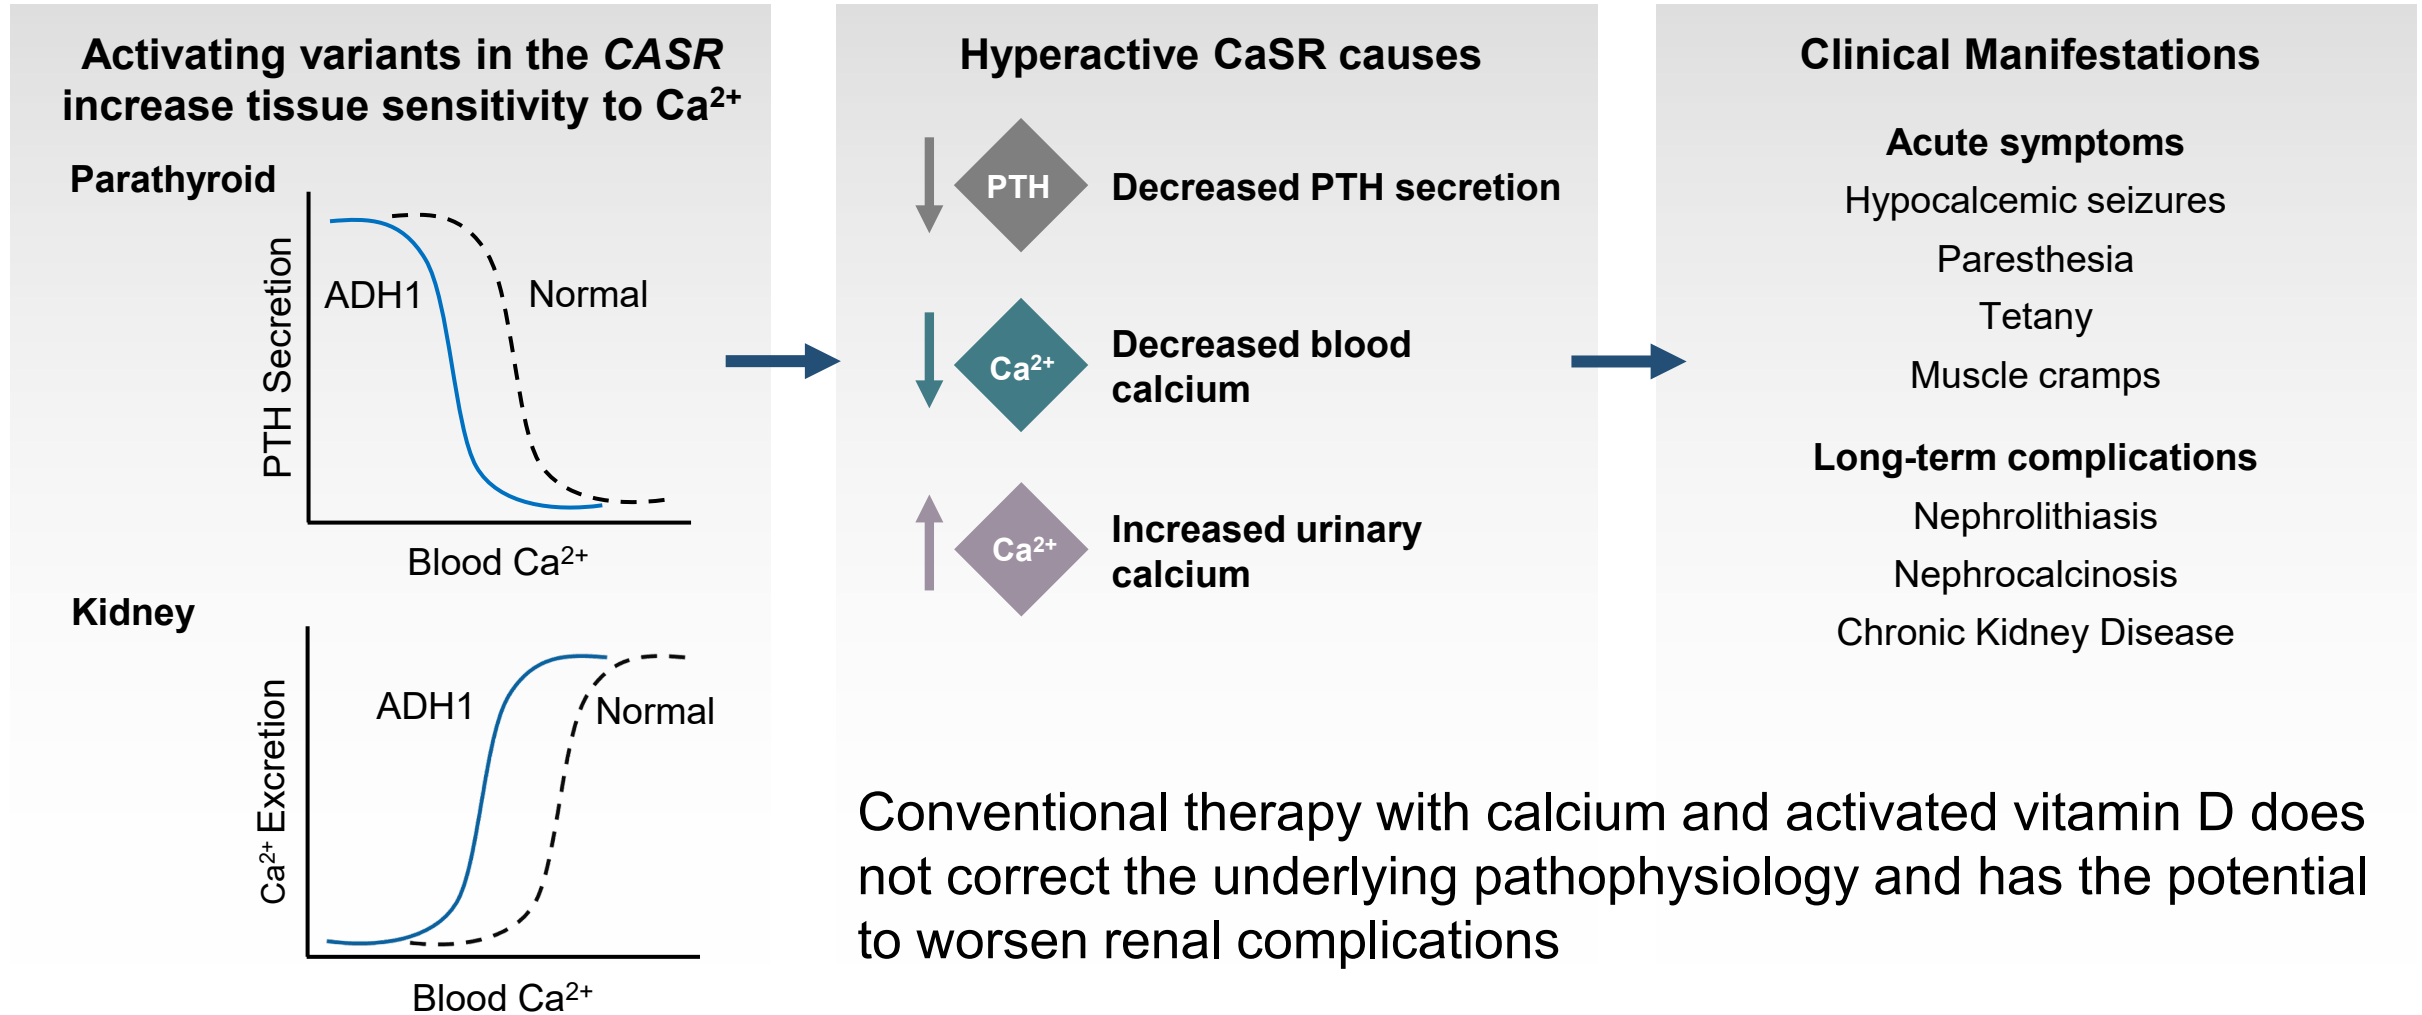 Activating variants in the CASR
increase tissue sensitivity to Ca²⁺
Parathyroid
PTH Secretion
ADH1
Normal
Blood Ca²⁺
Kidney
Ca²⁺ Excretion
ADH1
Normal
Blood Ca²⁺
Hyperactive CaSR causes
PTH
Decreased PTH secretion
Ca²⁺
Decreased blood
calcium
Ca²⁺
Increased urinary
calcium
Clinical Manifestations
Acute symptoms
Hypocalcemic seizures
Paresthesia
Tetany
Muscle cramps
Long-term complications
Nephrolithiasis
Nephrocalcinosis
Chronic Kidney Disease
Conventional therapy with calcium and activated vitamin D does
not correct the underlying pathophysiology and has the potential
to worsen renal complications